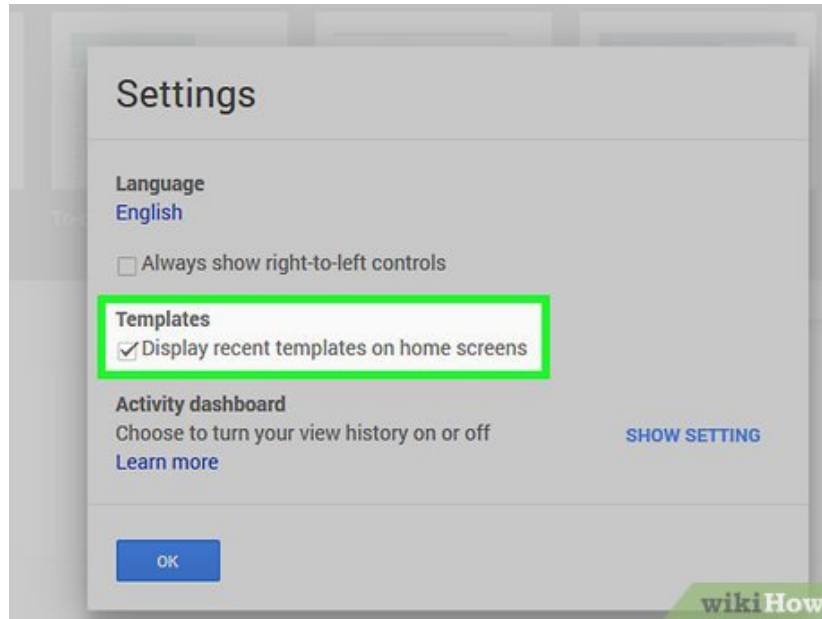 Settings
Language
English
Always show right-to-left controls
Templates
Display recent templates on home screens
Activity dashboard
Choose to turn your view history on or off
SHOW SETTING
Learn more
OK
wikiHow